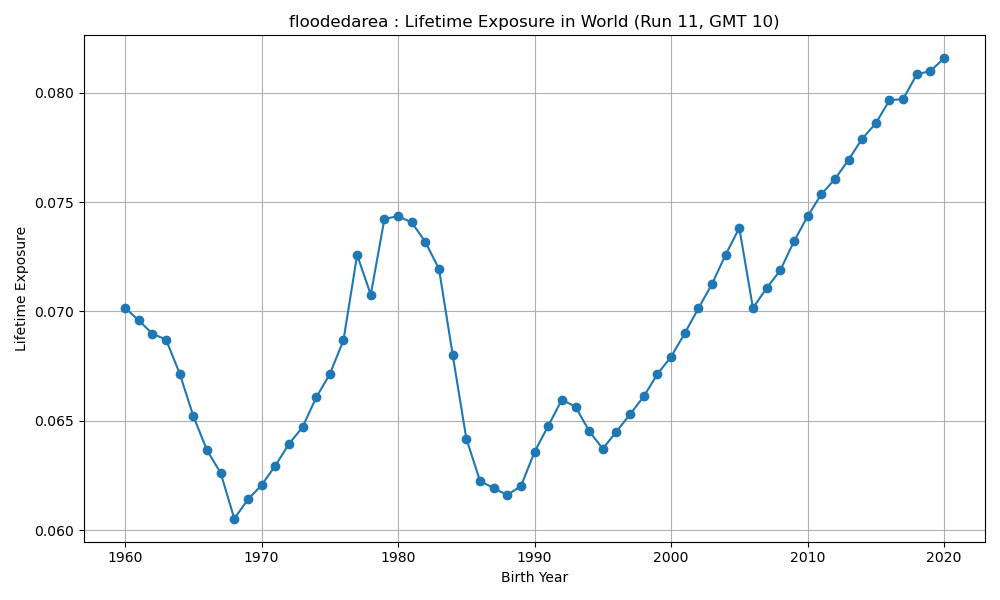 floodedarea : Lifetime Exposure in World (Run 11, GMT 10)
Lifetime Exposure
0.080
0.075
0.070
0.065
0.060
1960 1970 1980 1990 2000 2010 2020
Birth Year